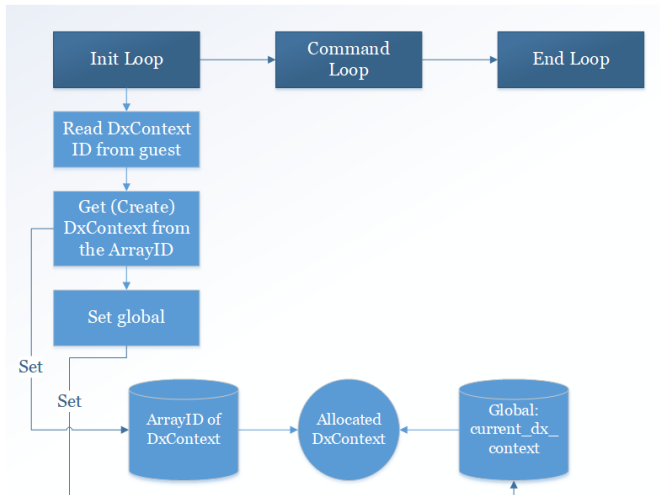 Init Loop
Command
Loop
End Loop
Read DxContext
ID from guest
Get (Create)
DxContext from
the ArrayID
Set global
Set
Set
ArrayID of
DxContext
Allocated
DxContext
Global:
current_dx_
context